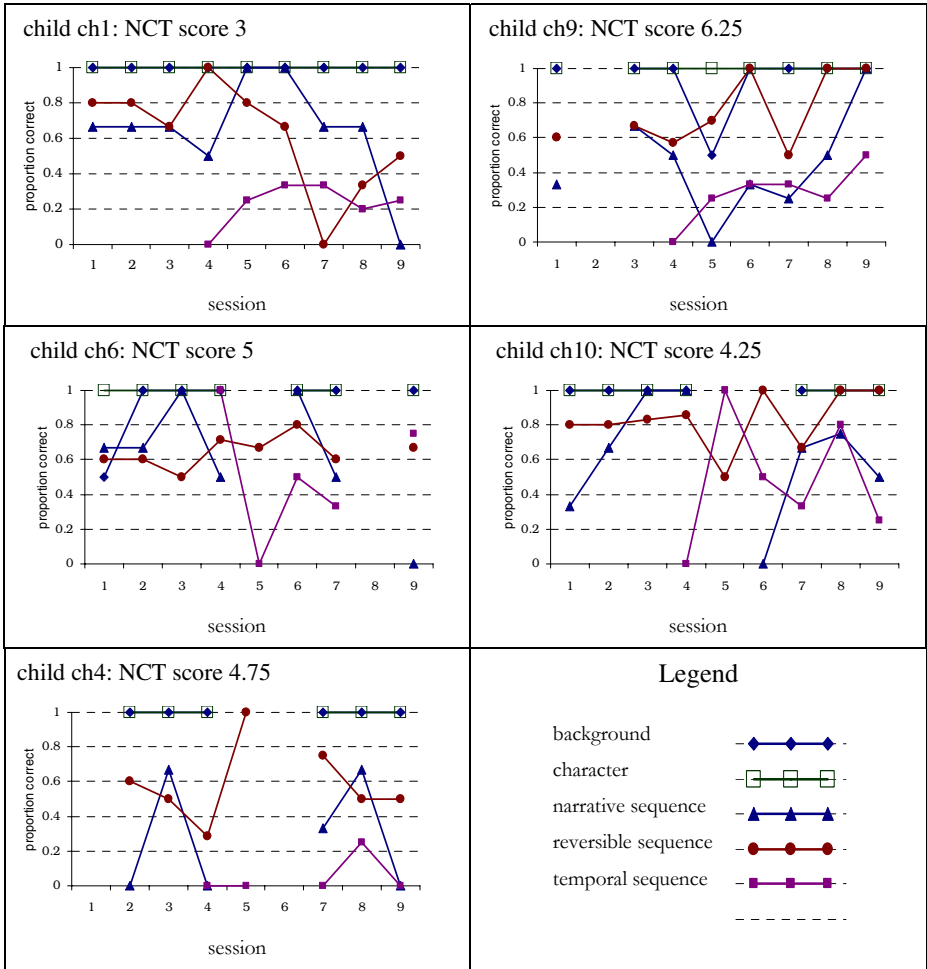 child ch1: NCT score 3
proportion correct
1
0.8
0.6
0.4
0.2
0
1 2 3 4 5 6 7 8 9
session
child ch9: NCT score 6.25
proportion correct
1
0.8
0.6
0.4
0.2
0
1 2 3 4 5 6 7 8 9
session
child ch6: NCT score 5
proportion correct
1
0.8
0.6
0.4
0.2
0
1 2 3 4 5 6 7 8 9
session
child ch10: NCT score 4.25
proportion correct
1
0.8
0.6
0.4
0.2
0
1 2 3 4 5 6 7 8 9
session
child ch4: NCT score 4.75
proportion correct
1
0.8
0.6
0.4
0.2
0
1 2 3 4 5 6 7 8 9
session
Legend
background
character
narrative sequence
reversible sequence
temporal sequence